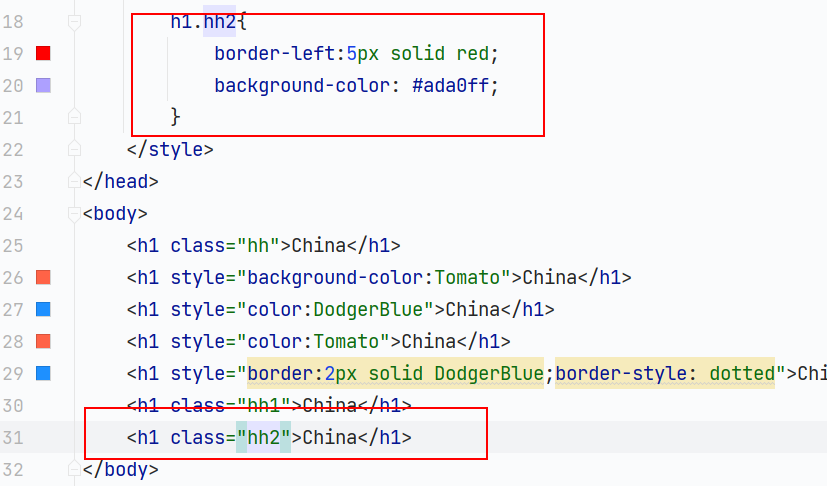 18 h1.hh2{
19 border-left:5px solid red;
20 background-color: #ada0ff;
21 }
22 </style>
23 </head>
24 <body>
25 <h1 class="hh">China</h1>
26 <h1 style="background-color:Tomato">China</h1>
27 <h1 style="color:DodgerBlue">China</h1>
28 <h1 style="color:Tomato">China</h1>
29 <h1 style="border:2px solid DodgerBlue;border-style: dotted">Chi
30 <h1 class="hh1">China</h1>
31 <h1 class="hh2">China</h1>
32 </body>